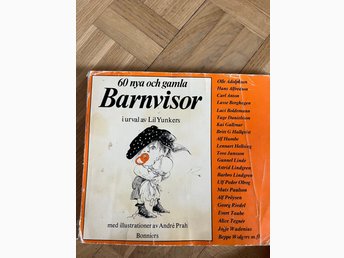 60 nya och gamla
Barnvisor
i urval av Lil Yunkers
med illustrationer av André Prah
Bonniers
Olle Adolphson
Hans Alfredson
Carl Anton
Lasse Berghagen
Laci Boldemann
Tage Danielsson
Kai Gullmar
Britt G Hallqvist
Alf Hambe
Lennart Hellsing
Tove Jansson
Gunnel Linde
Astrid Lindgren
Barbro Lindgren
Ulf Peder Olrog
Mats Paulson
Alf Prøysen
Georg Riedel
Evert Taube
Alice Tegnér
Jojje Wadenius
Beppe Wolgers m.fl.